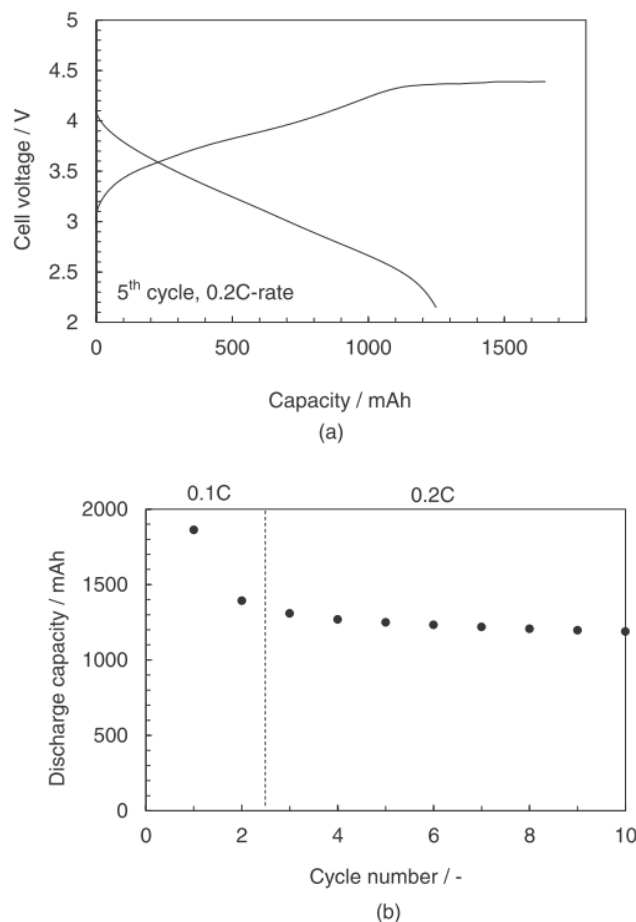 5
4.5
4
3.5
3
2.5
2
Cell voltage / V
5th cycle, 0.2C-rate
0 500 1000 1500
Capacity / mAh
(a)
0.1C 0.2C
2000
1500
1000
500
0
Discharge capacity / mAh
0 2 4 6 8 10
Cycle number / -
(b)